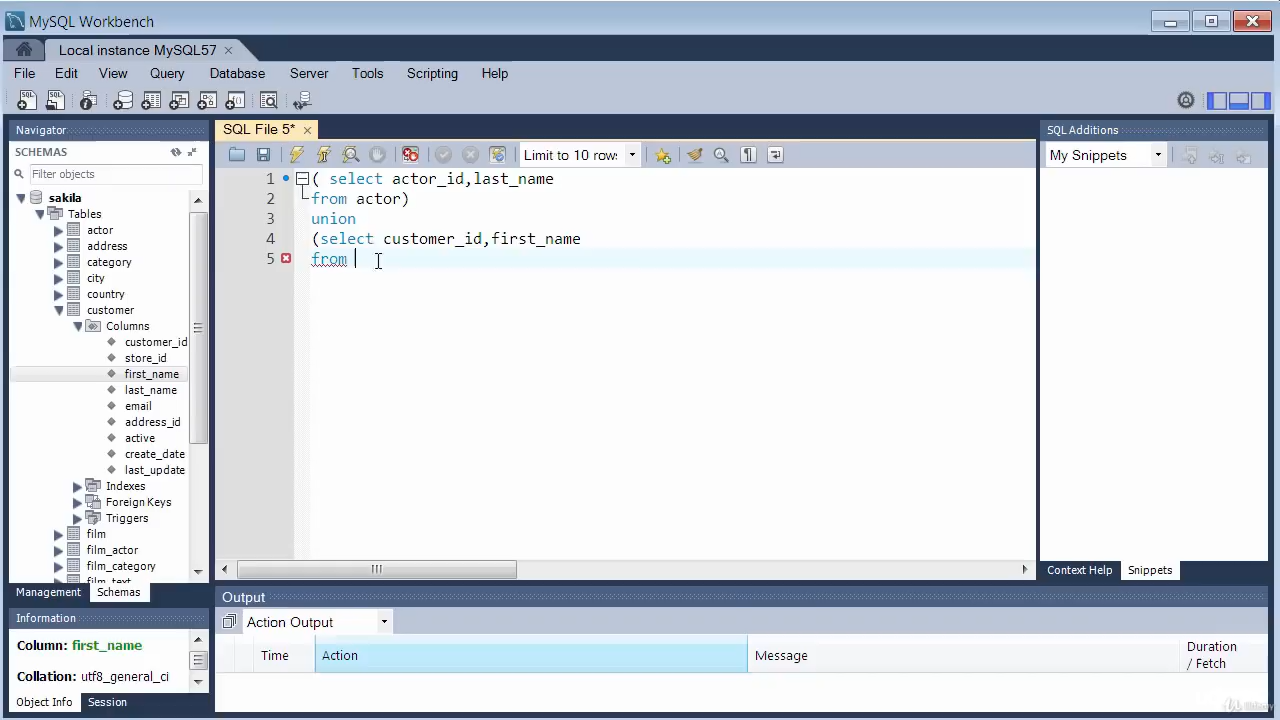 MySQL Workbench
Local instance MySQL57
File Edit View Query Database Server Tools Scripting Help
Navigator
SCHEMAS
Filter objects
sakila
Tables
actor
address
category
city
country
customer
Columns
customer_id
store_id
first_name
last_name
email
address_id
active
create_date
last_update
Indexes
Foreign Keys
Triggers
film
film_actor
film_category
film_text
Management Schemas
Information
Column: first_name
Collation: utf8_general_ci
Object Info Session
SQL File 5*
Limit to 10 rows
1 ( select actor_id,last_name
2 from actor)
3 union
4 (select customer_id,first_name
5 from
SQL Additions
My Snippets
Context Help Snippets
Output
Action Output
Time Action Message Duration / Fetch